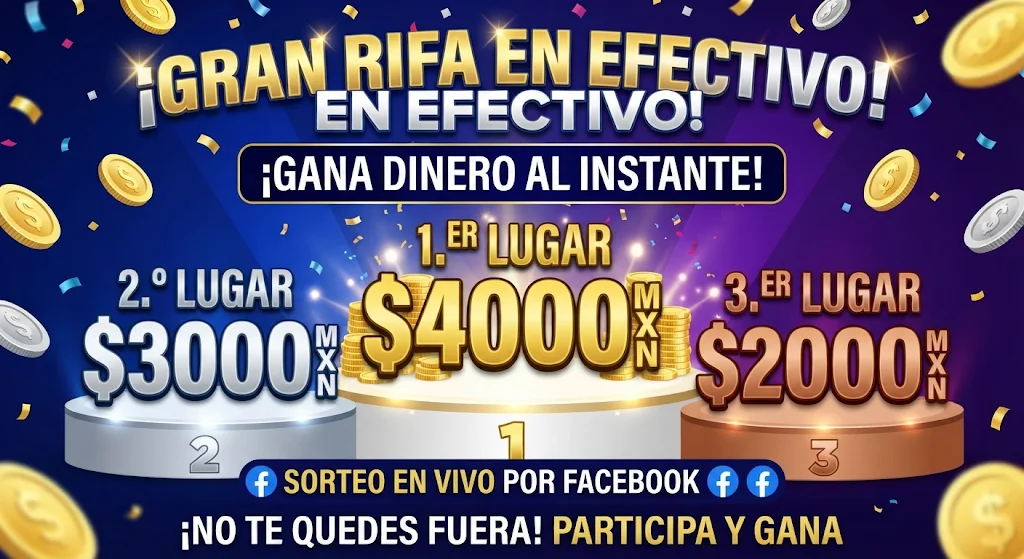 ¡GRAN RIFA EN EFECTIVO!
EN EFECTIVO!
¡GANA DINERO AL INSTANTE!
1.ER LUGAR
$4000 MXN
2.º LUGAR
$3000 MXN
3.ER LUGAR
$2000 MXN
2
1
3
SORTEO EN VIVO POR FACEBOOK
¡NO TE QUEDES FUERA! PARTICIPA Y GANA